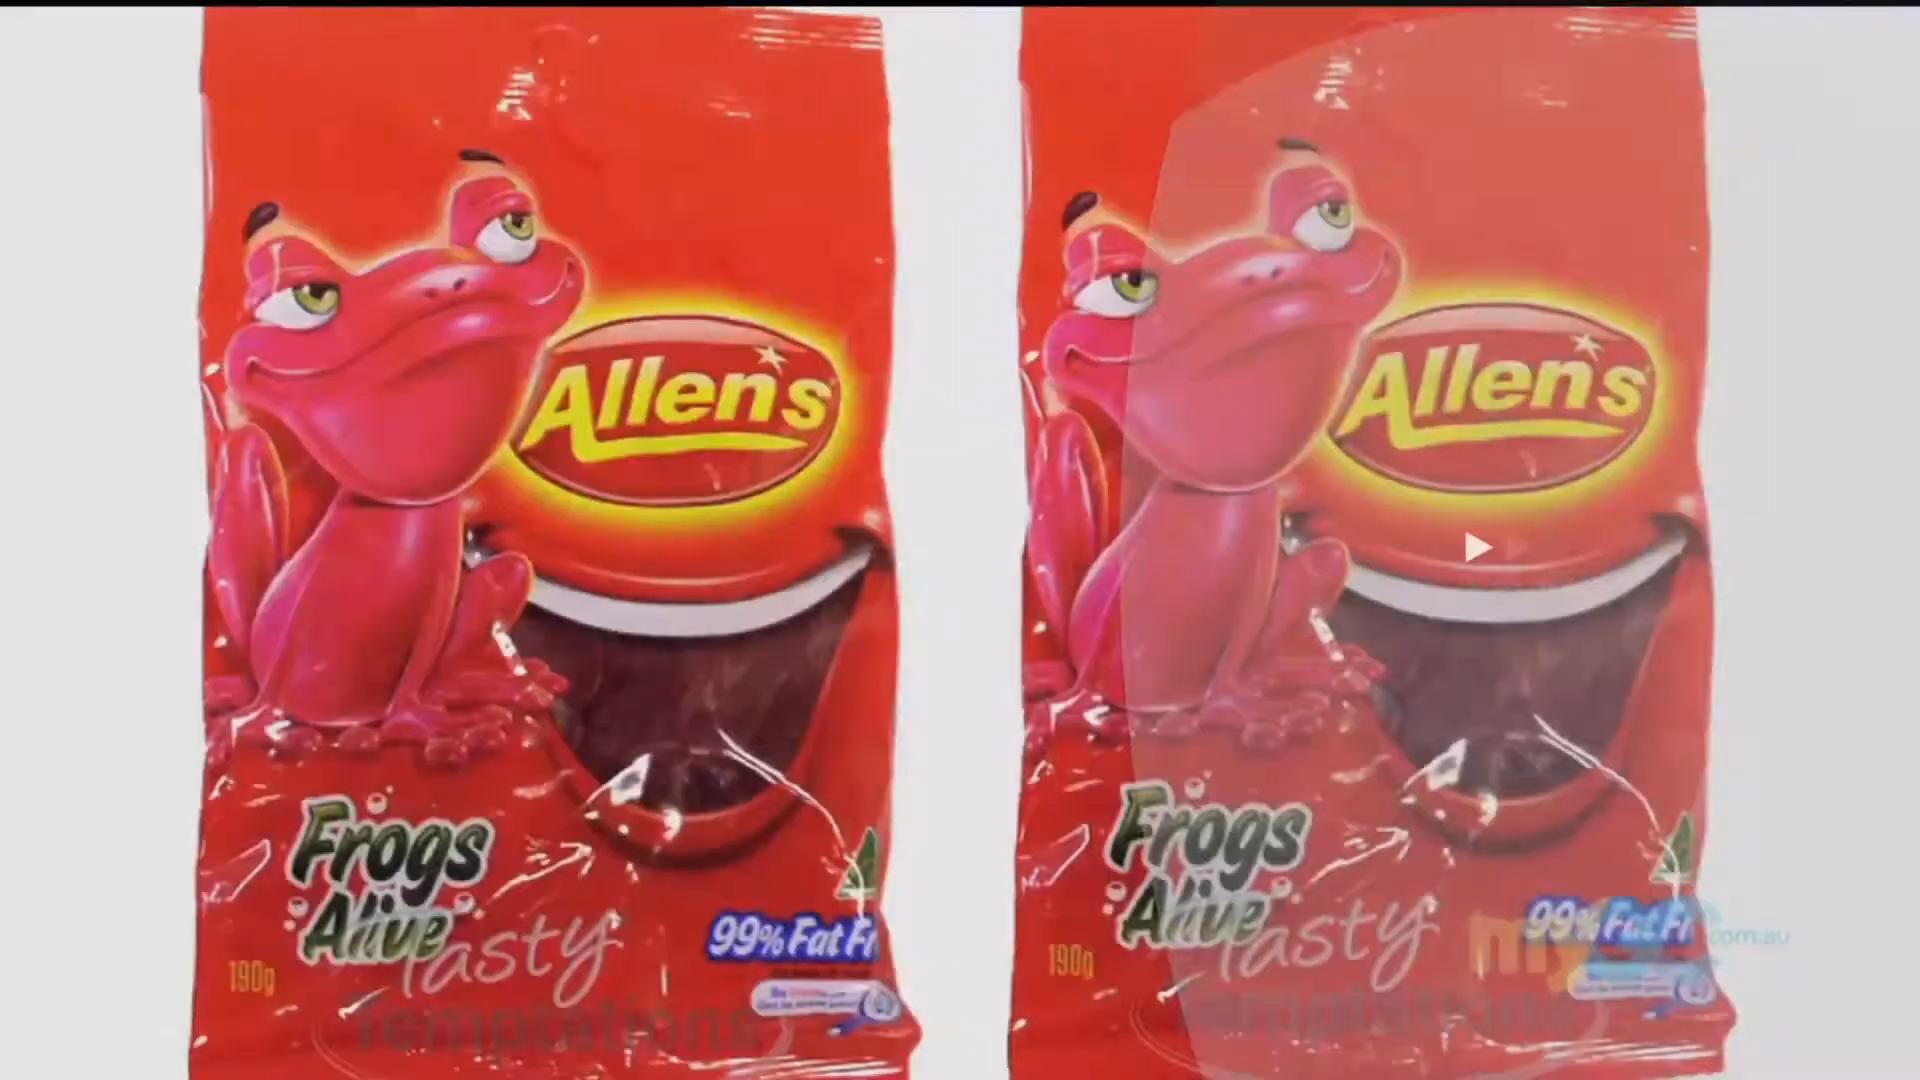 Allen's
Allen's
Frogs
Alive
190g
99% Fat Fr
Tasty
Temptations
Frogs
Alive
190g
99% Fat Fr
Tasty
Temptations
.com.au